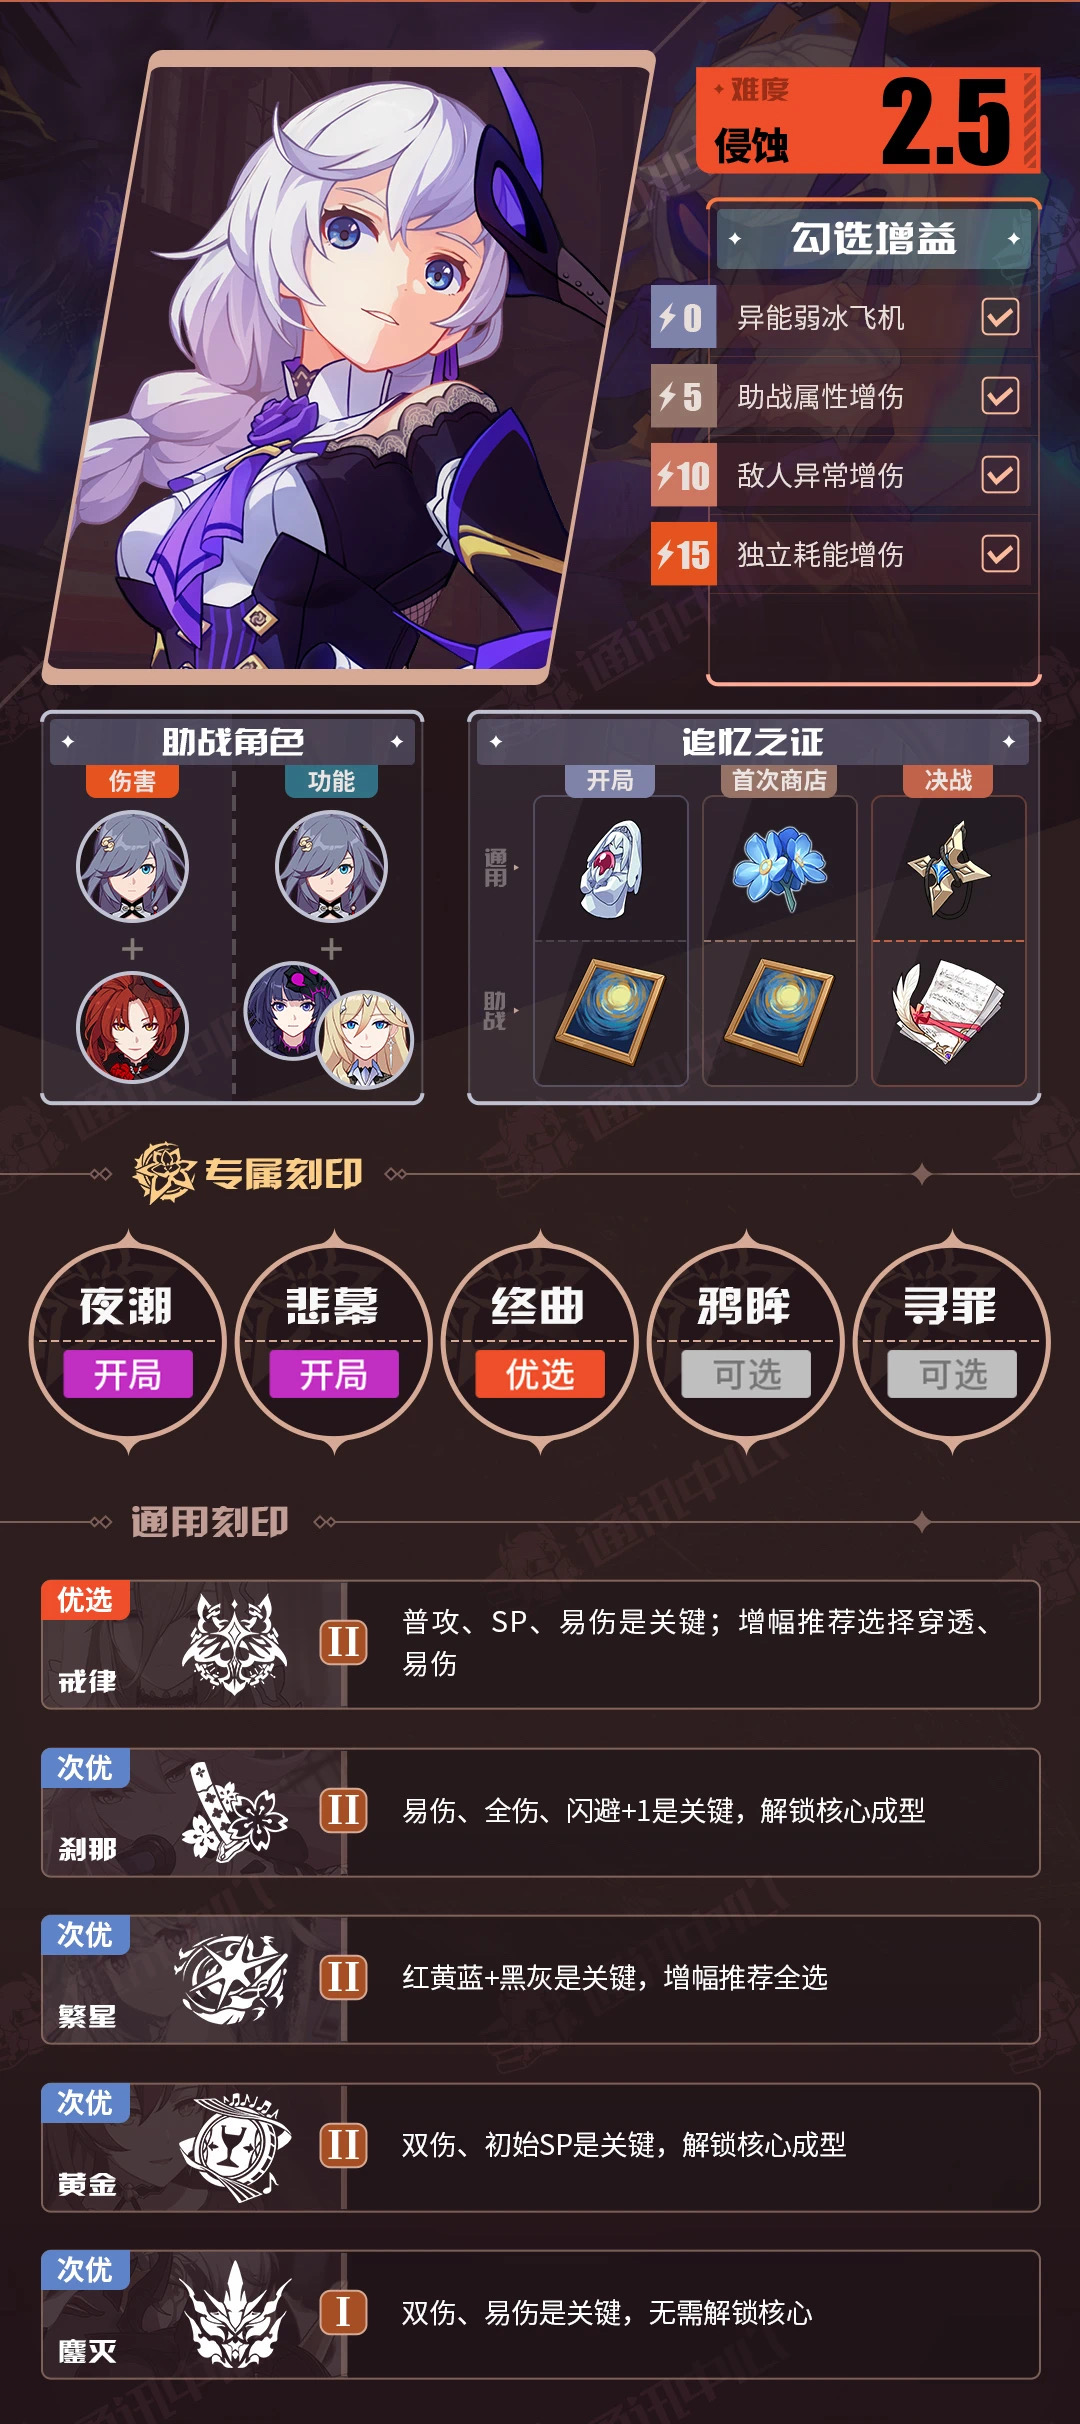 难度
侵蚀
2.5
勾选增益
0 异能弱冰飞机
5 助战属性增伤
10 敌人异常增伤
15 独立耗能增伤
助战角色
伤害 功能
追忆之证
开局 首次商店 决战
通用
助战
专属刻印
夜潮 悲幕 终曲 鸦眸 寻罪
开局 开局 优选 可选 可选
通用刻印
优选
戒律
II
普攻、SP、易伤是关键；增幅推荐选择穿透、
易伤
次优
刹那
II
易伤、全伤、闪避+1是关键，解锁核心成型
次优
繁星
II
红黄蓝+黑灰是关键，增幅推荐全选
次优
黄金
II
双伤、初始SP是关键，解锁核心成型
次优
鏖灭
I
双伤、易伤是关键，无需解锁核心